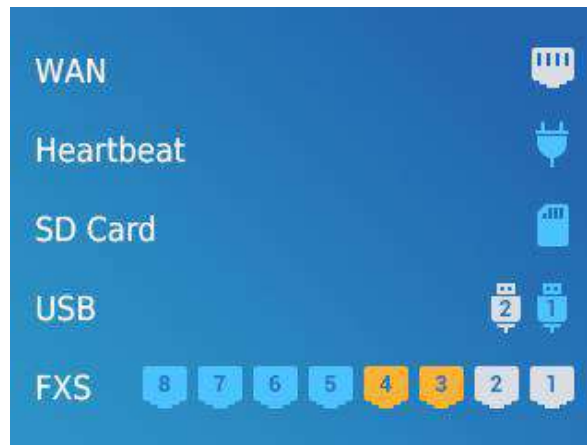 WAN
Heartbeat
SD Card
USB 2 1
FXS 8 7 6 5 4 3 2 1